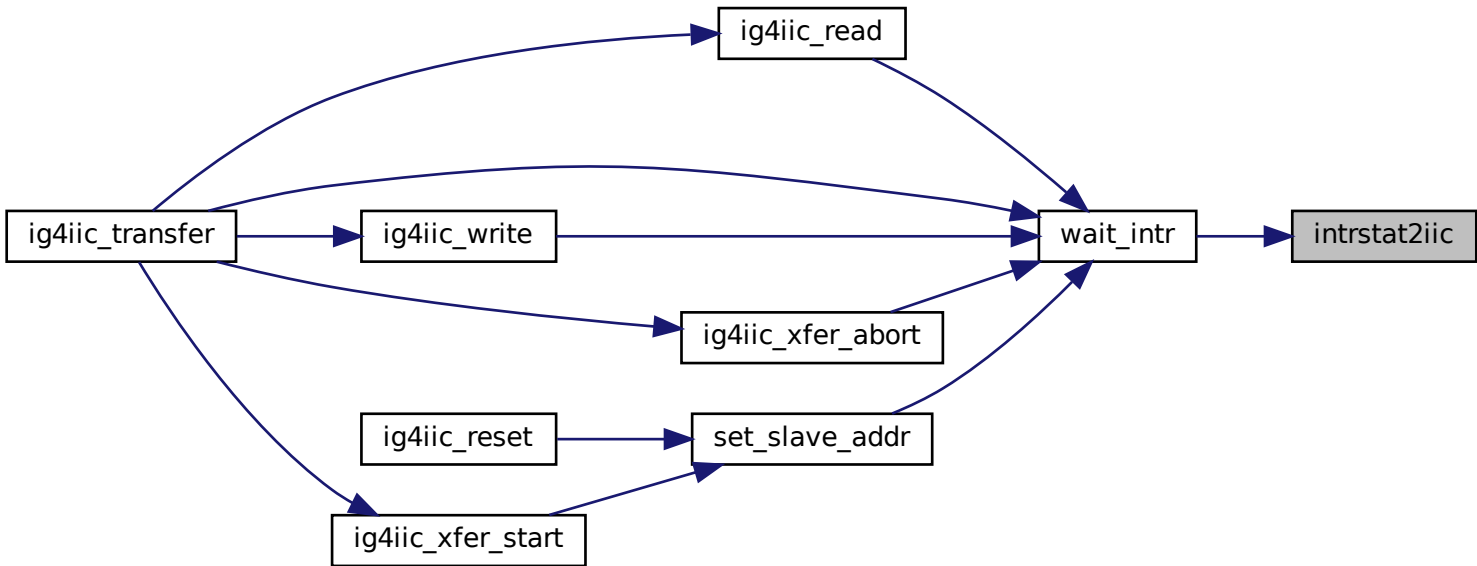 ig4iic_read
ig4iic_transfer
ig4iic_write
wait_intr
intrstat2iic
ig4iic_xfer_abort
ig4iic_reset
set_slave_addr
ig4iic_xfer_start